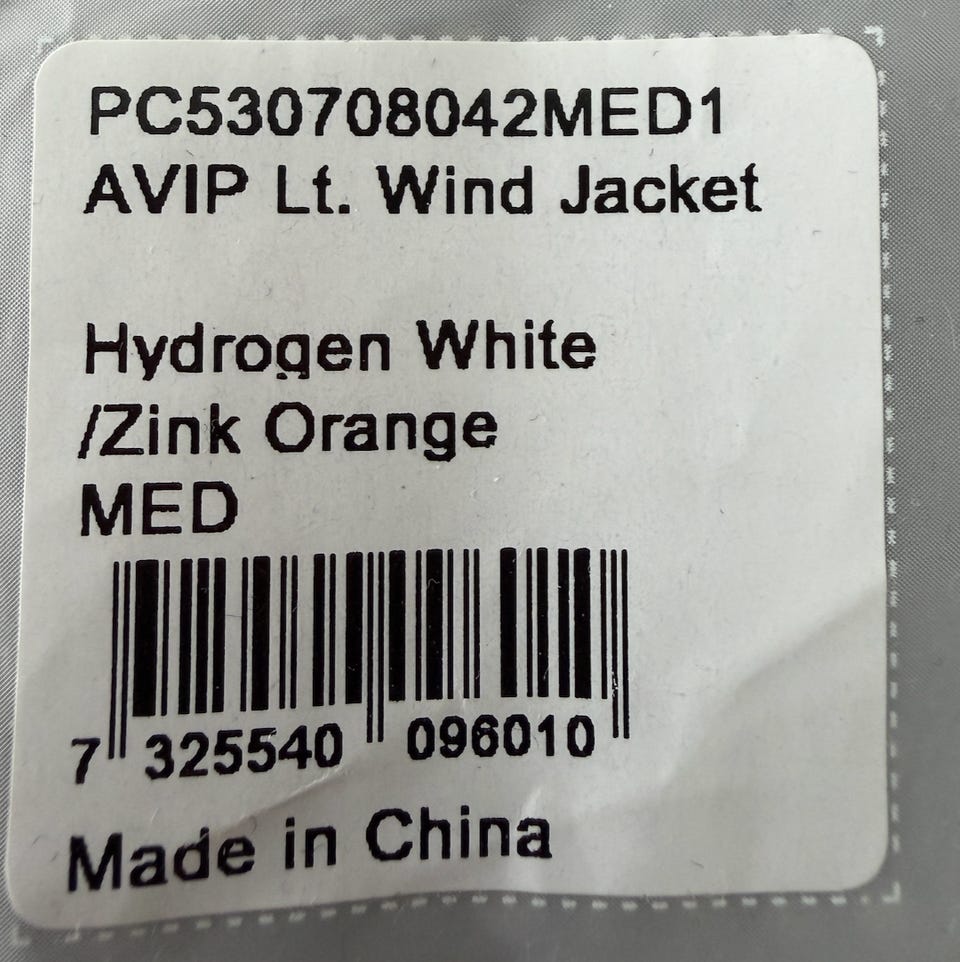 PC530708042MED1
AVIP Lt. Wind Jacket
Hydrogen White
/Zink Orange
MED
7 325540 096010
Made in China